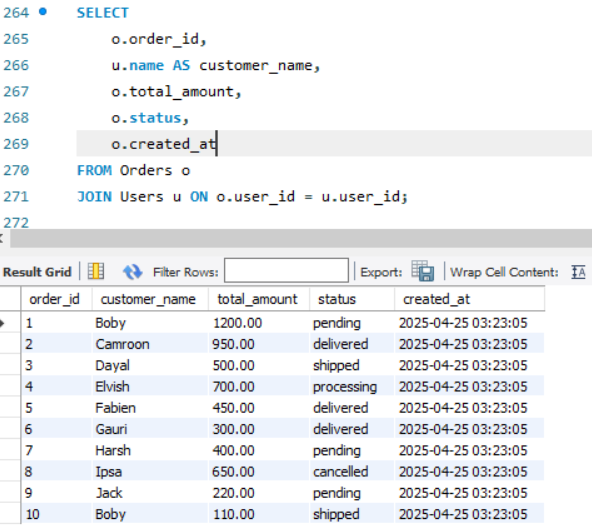 264 SELECT
265 o.order_id,
266 u.name AS customer_name,
267 o.total_amount,
268 o.status,
269 o.created_at
270 FROM Orders o
271 JOIN Users u ON o.user_id = u.user_id;
272
Result Grid Filter Rows: Export: Wrap Cell Content:
order_id customer_name total_amount status created_at
1 Boby 1200.00 pending 2025-04-25 03:23:05
2 Camroon 950.00 delivered 2025-04-25 03:23:05
3 Dayal 500.00 shipped 2025-04-25 03:23:05
4 Elvish 700.00 processing 2025-04-25 03:23:05
5 Fabien 450.00 delivered 2025-04-25 03:23:05
6 Gauri 300.00 delivered 2025-04-25 03:23:05
7 Harsh 400.00 pending 2025-04-25 03:23:05
8 Ipsa 650.00 cancelled 2025-04-25 03:23:05
9 Jack 220.00 pending 2025-04-25 03:23:05
10 Boby 110.00 shipped 2025-04-25 03:23:05